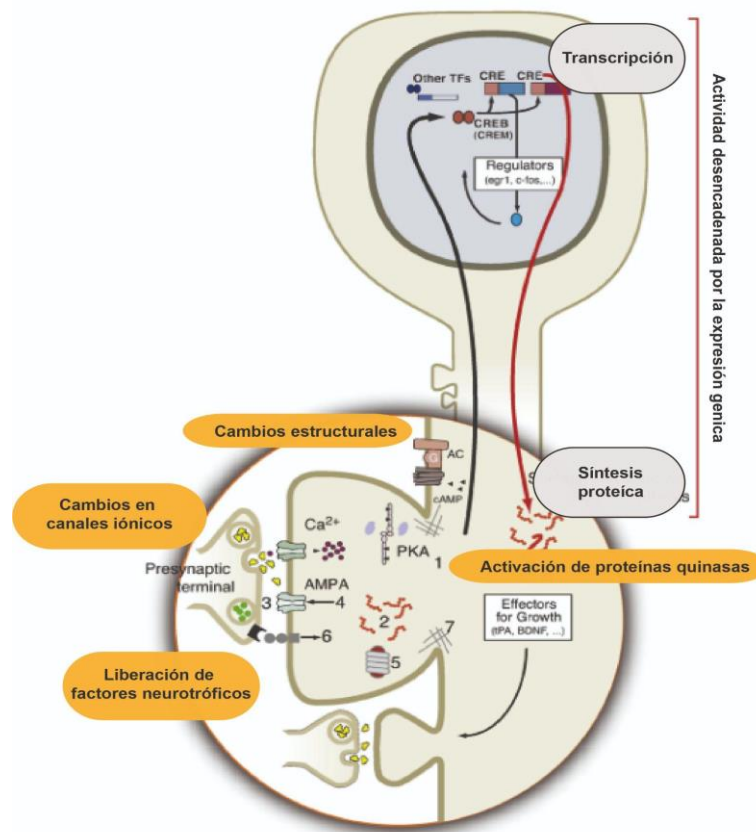 Transcripción
Other TFs
CRE
CRE
CREB
(CREM)
Regulators
(egr1, c-fos,...)
Actividad desencadenada por la expresión genica
Cambios estructurales
AC
G
cAMP
Síntesis
proteíca
Cambios en
canales iónicos
Ca2+
PKA
1
Activación de proteínas quinasas
Presynaptic
terminal
AMPA
3
4
2
6
5
7
Effectors
for Growth
(tPA, BDNF, ...)
Liberación de
factores neurotróficos